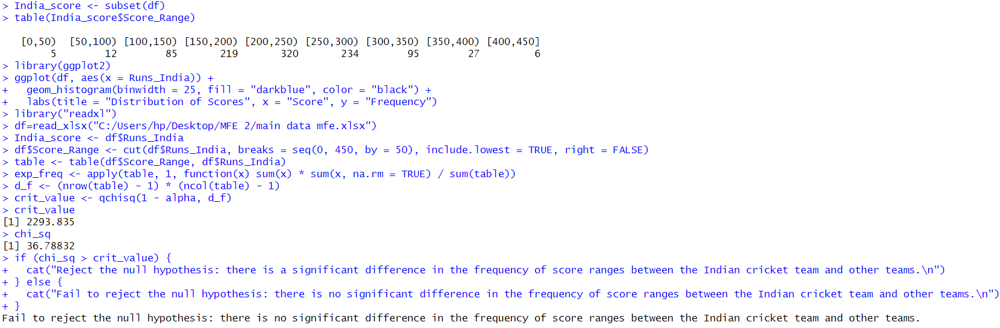 > India_score <- subset(df)
> table(India_score$Score_Range)
[0,50) [50,100) [100,150) [150,200) [200,250) [250,300) [300,350) [350,400) [400,450]
5 12 85 219 320 234 95 27 6
> library(ggplot2)
> ggplot(df, aes(x = Runs_India)) +
+   geom_histogram(binwidth = 25, fill = "darkblue", color = "black") +
+   labs(title = "Distribution of Scores", x = "Score", y = "Frequency")
> library("readxl")
> df=read_xlsx("C:/Users/hp/Desktop/MFE 2/main data mfe.xlsx")
> India_score <- df$Runs_India
> df$Score_Range <- cut(df$Runs_India, breaks = seq(0, 450, by = 50), include.lowest = TRUE, right = FALSE)
> table <- table(df$Score_Range, df$Runs_India)
> exp_freq <- apply(table, 1, function(x) sum(x) * sum(x, na.rm = TRUE) / sum(table))
> d_f <- (nrow(table) - 1) * (ncol(table) - 1)
> crit_value <- qchisq(1 - alpha, d_f)
> crit_value
[1] 2293.835
> chi_sq
[1] 36.78832
> if (chi_sq > crit_value) {
+   cat("Reject the null hypothesis: there is a significant difference in the frequency of score ranges between the Indian cricket team and other teams.\n")
+ } else {
+   cat("Fail to reject the null hypothesis: there is no significant difference in the frequency of score ranges between the Indian cricket team and other teams.\n")
+ }
Fail to reject the null hypothesis: there is no significant difference in the frequency of score ranges between the Indian cricket team and other teams.